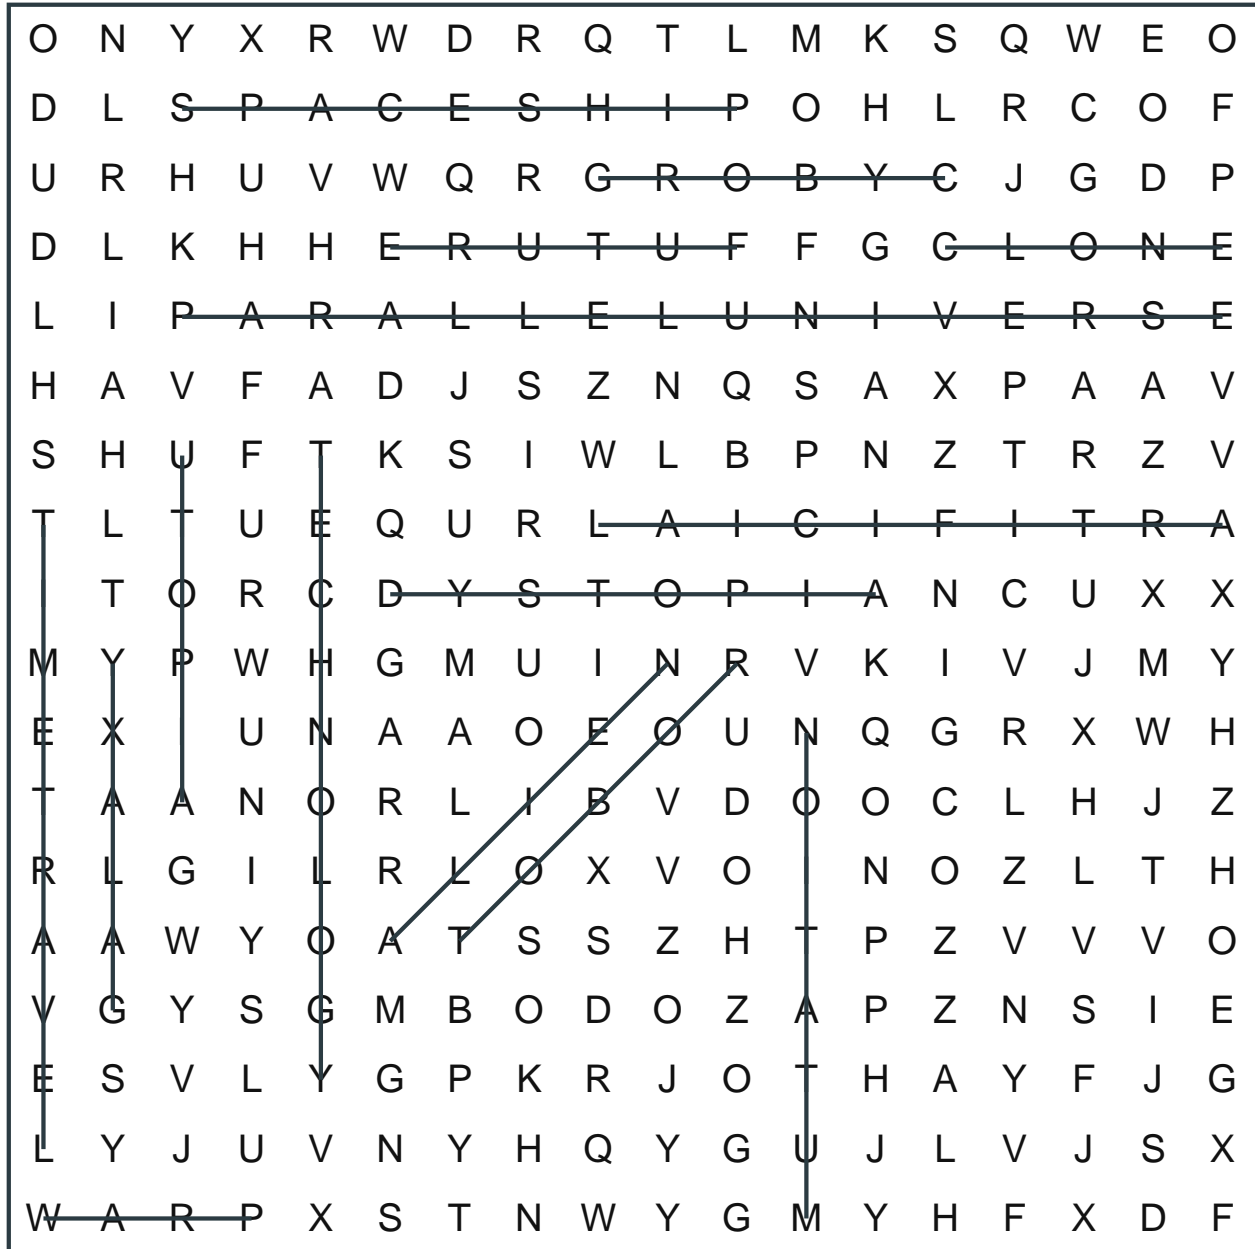 O N Y X R W D R Q T L M K S Q W E O
D L S P A C E S H I P O H L R C O F
U R H U V W Q R G R O B Y C J G D P
D L K H H E R U T U F F G C L O N E
L I P A R A L L E L U N I V E R S E
H A V F A D J S Z N Q S A X P A A V
S H U F T K S I W L B P N Z T R Z V
T L T U E Q U R L A I C I F I T R A
I T O R C D Y S T O P I A N C U X X
M Y P W H G M U I N R V K I V J M Y
E X I U N A A O E O U N Q G R X W H
T A A N O R L I B V D O O C L H J Z
R L G I L R L O X V O I N O Z L T H
A A W Y O A T S S Z H T P Z V V V O
V G Y S G M B O D O Z A P Z N S I E
E S V L Y G P K R J O T H A Y F J G
L Y J U V N Y H Q Y G U J L V J S X
W A R P X S T N W Y G M Y H F X D F